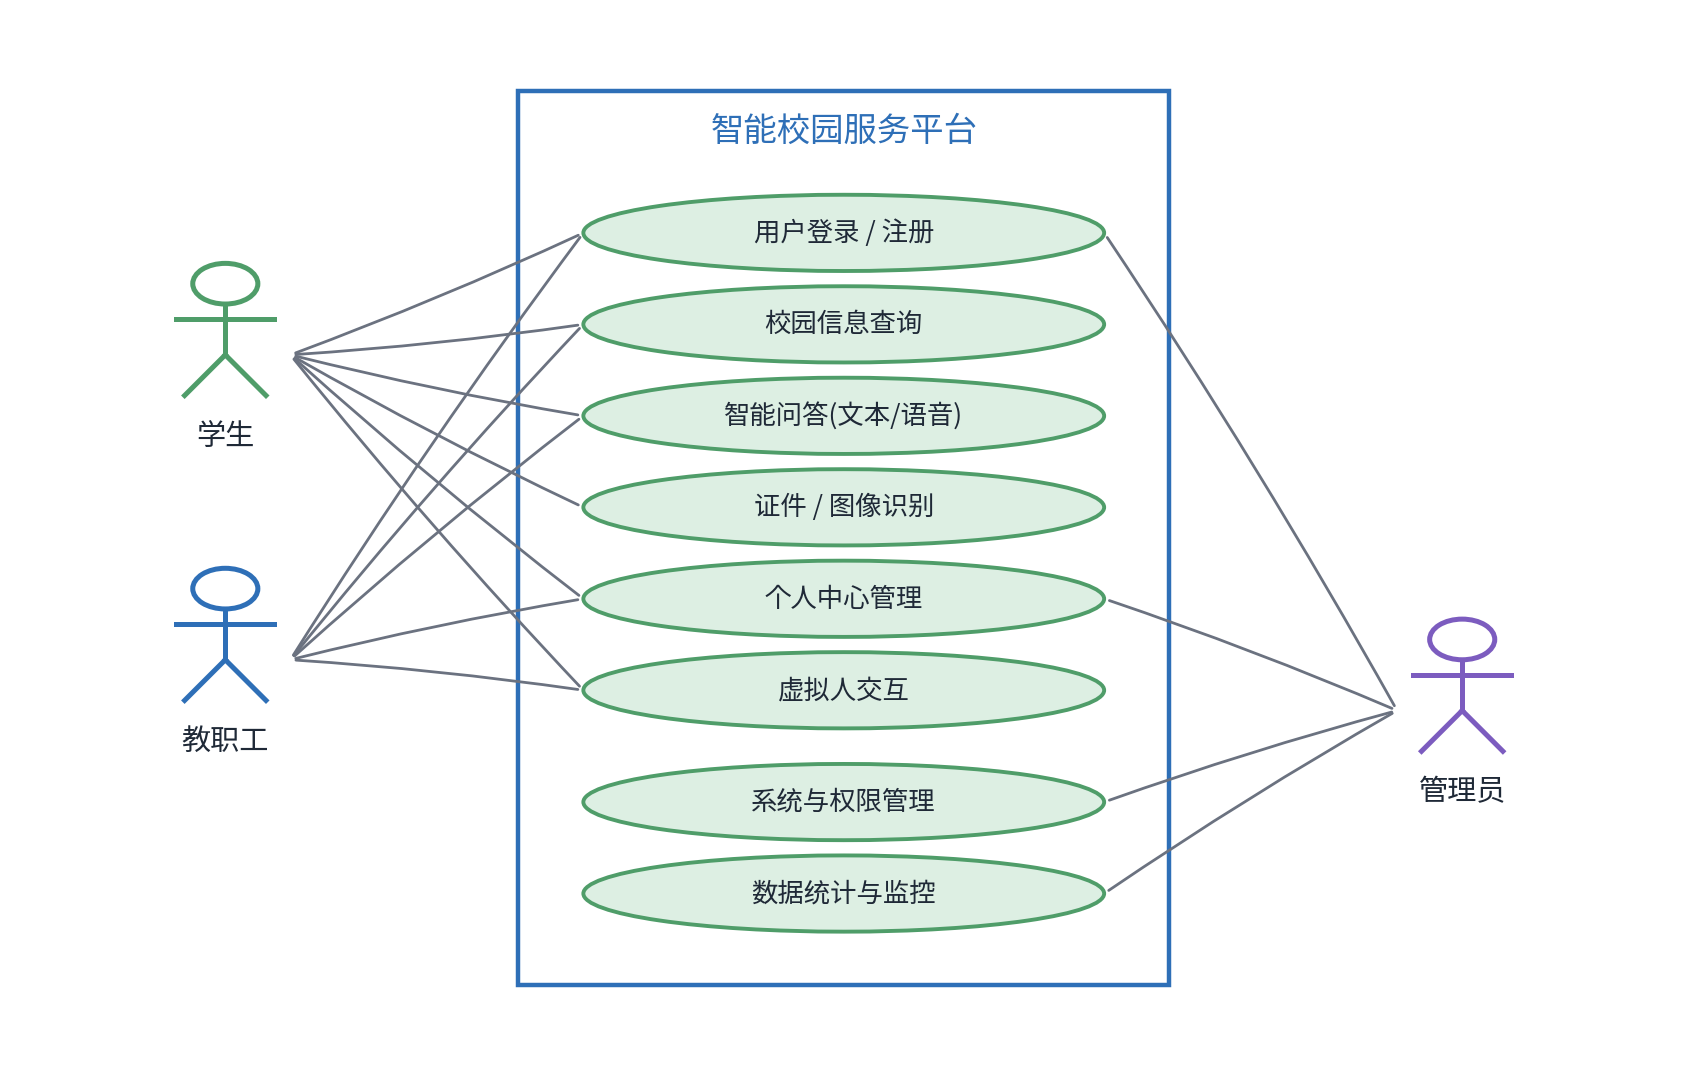 智能校园服务平台
用户登录 / 注册
校园信息查询
智能问答(文本/语音)
证件 / 图像识别
个人中心管理
虚拟人交互
系统与权限管理
数据统计与监控
学生
教职工
管理员